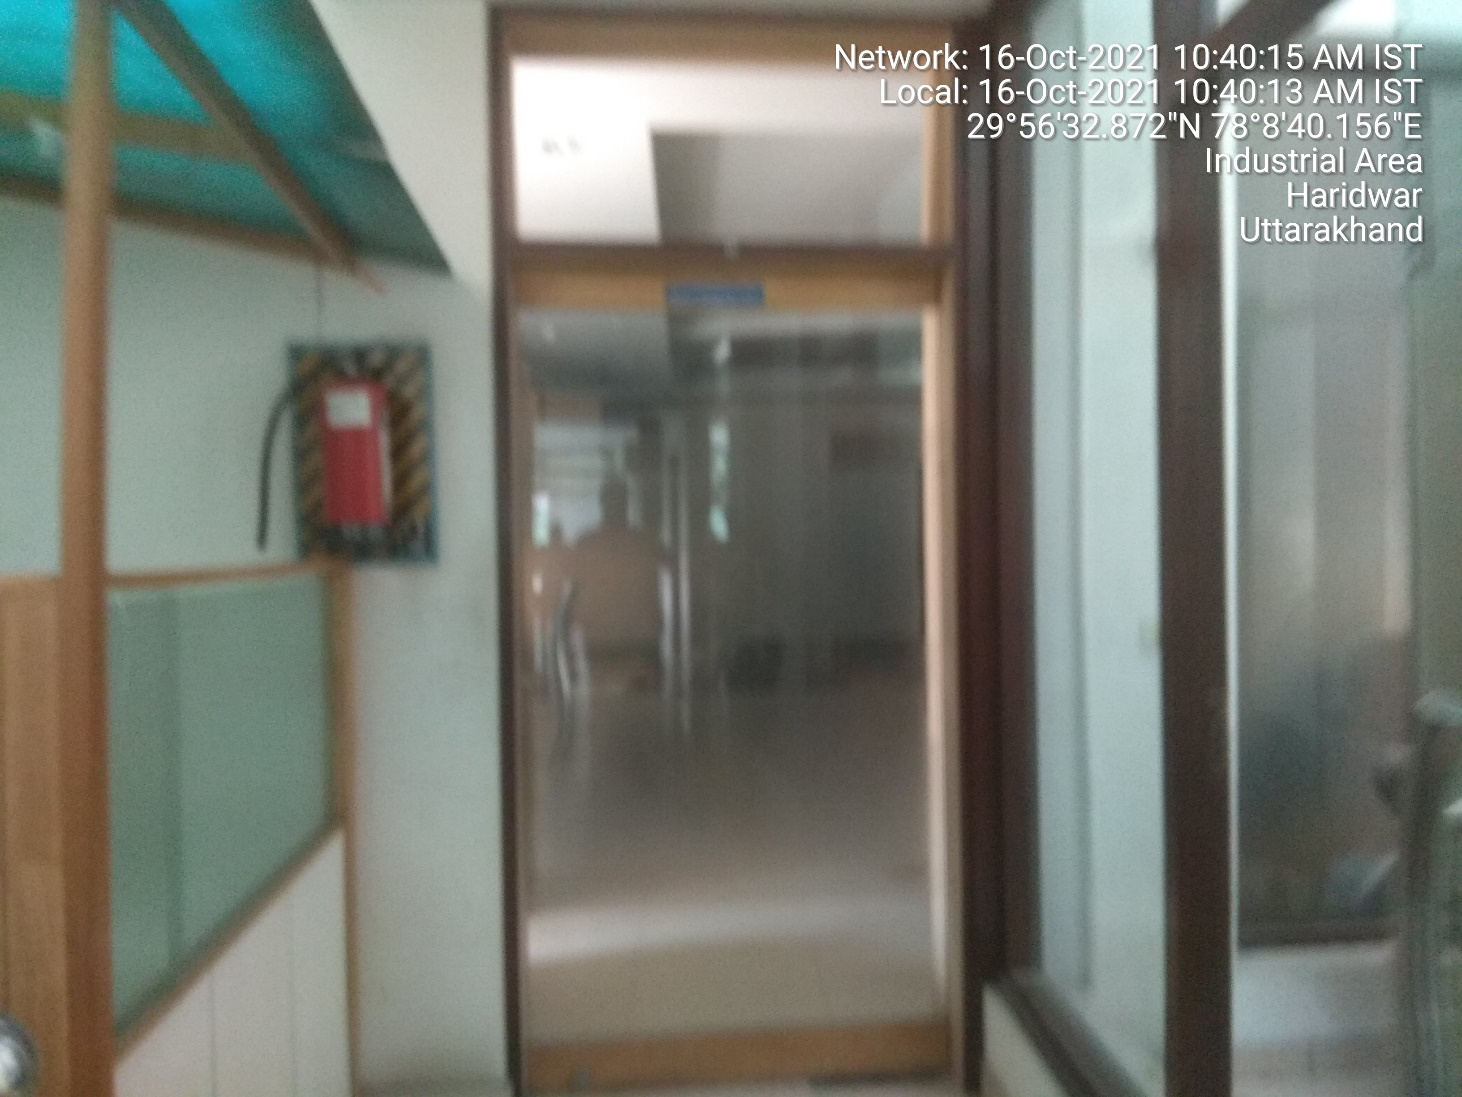 Network: 16-Oct-2021 10:40:15 AM IST
Local: 16-Oct-2021 10:40:13 AM IST
29°56'32.872"N 78°8'40.156"E
Industrial Area
Haridwar
Uttarakhand